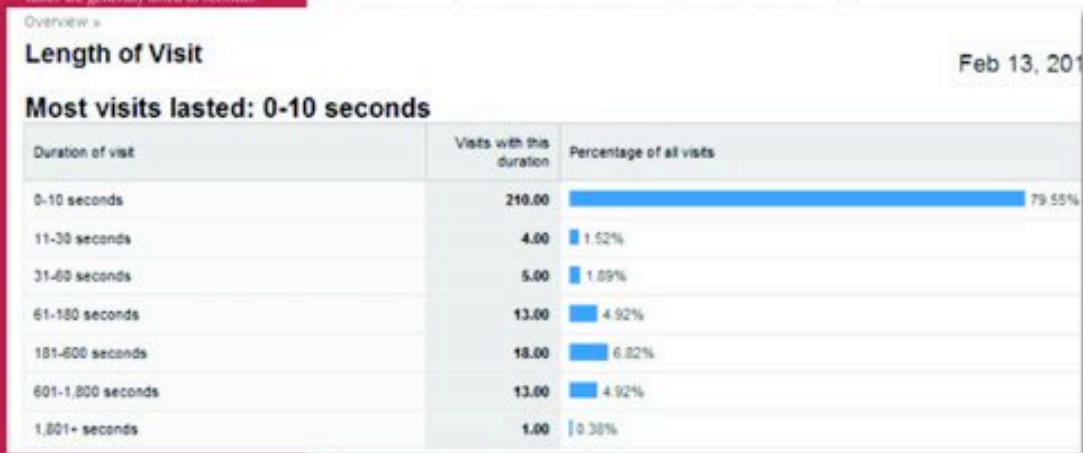 Overview »
Length of Visit
Feb 13, 201
Most visits lasted: 0-10 seconds
Duration of visit
Visits with this duration
Percentage of all visits
0-10 seconds 210.00 79.55%
11-30 seconds 4.00 1.52%
31-60 seconds 5.00 1.89%
61-180 seconds 13.00 4.92%
181-600 seconds 18.00 6.82%
601-1,800 seconds 13.00 4.92%
1,801+ seconds 1.00 0.38%